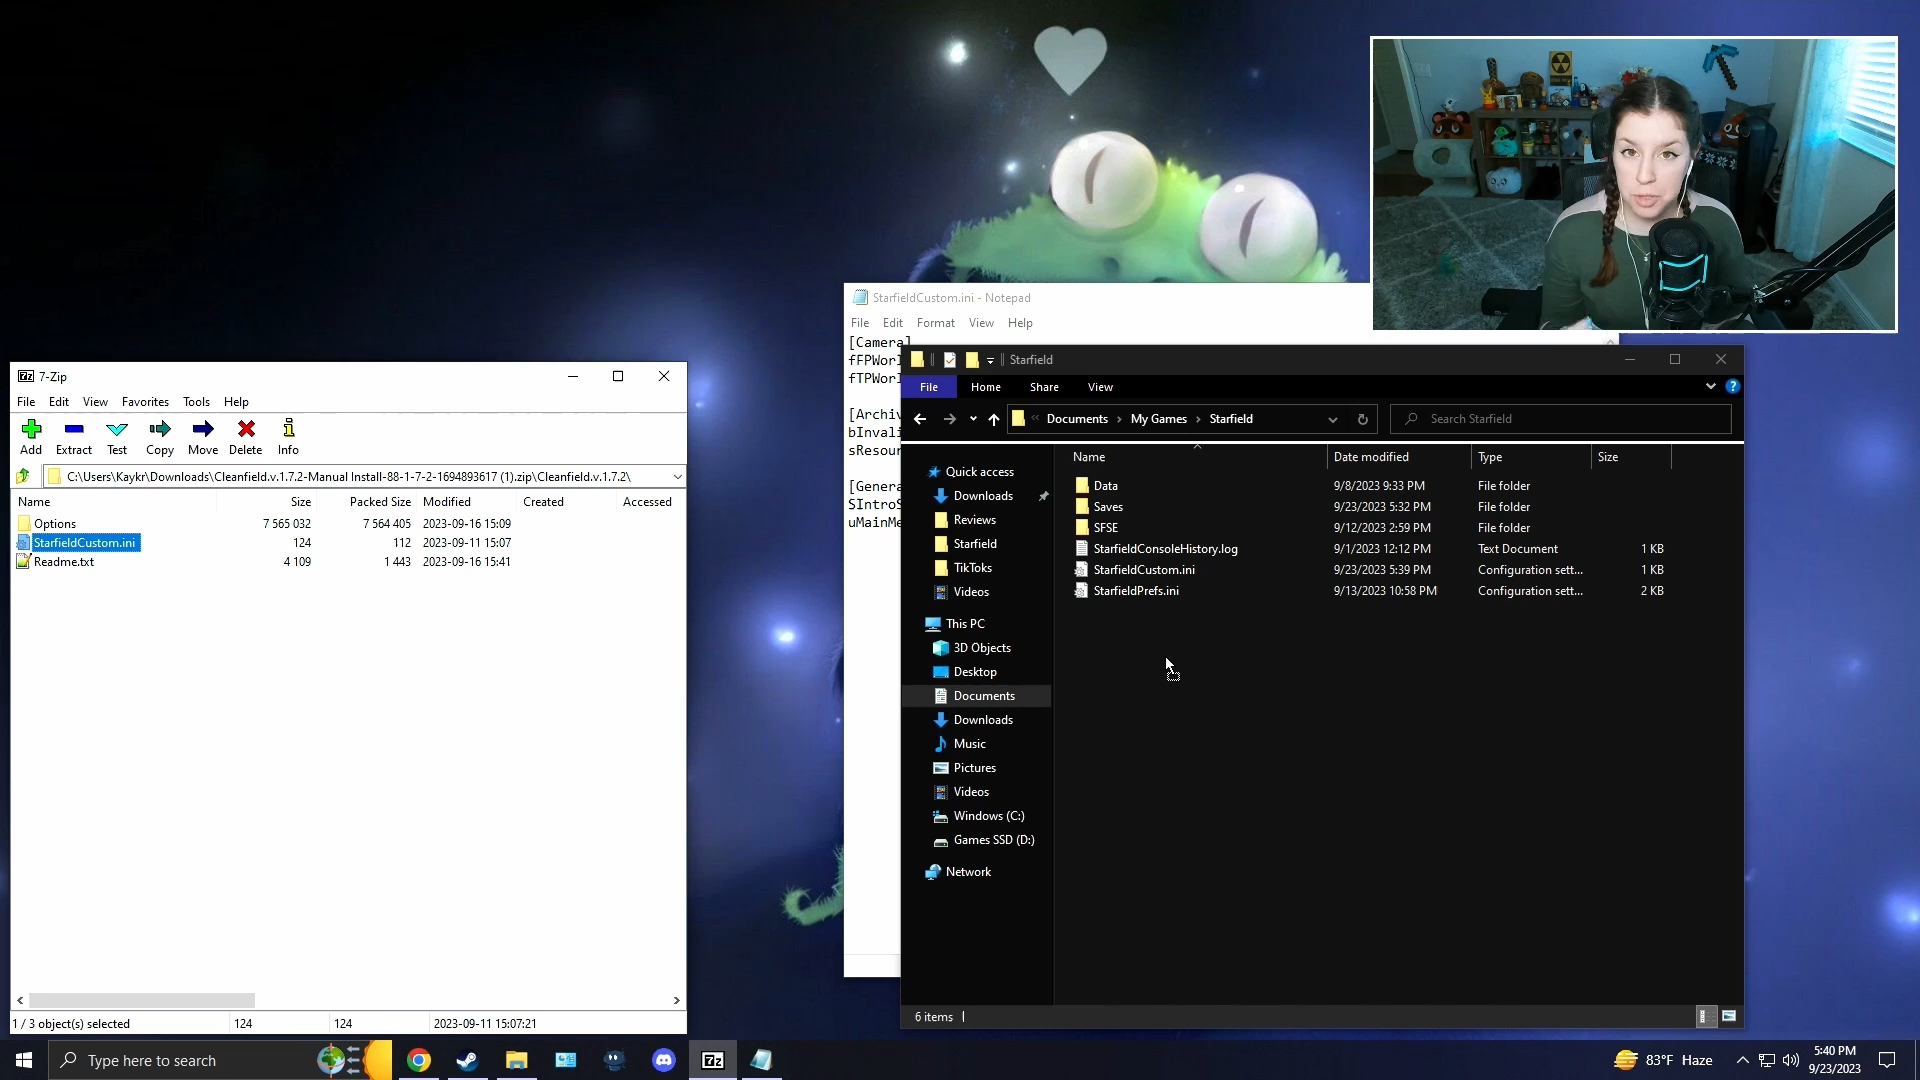 StarfieldCustom.ini - Notepad
File Edit Format View Help
[Camera]
fFPWorl
fTPWorl
[Archiv
bInvali
sResour
[Genera
SIntroS
uMainMe
7-Zip
File Edit View Favorites Tools Help
Add Extract Test Copy Move Delete Info
C:\Users\Kaykr\Downloads\Cleanfield.v.1.7.2-Manual Install-88-1-7-2-1694893617 (1).zip\Cleanfield.v.1.7.2\
Name Size Packed Size Modified Created Accessed
Options 7 565 032 7 564 405 2023-09-16 15:09
StarfieldCustom.ini 124 112 2023-09-11 15:07
Readme.txt 4 109 1 443 2023-09-16 15:41
1 / 3 object(s) selected 124 124 2023-09-11 15:07:21
Starfield
File Home Share View
Documents My Games Starfield Search Starfield
Name Date modified Type Size
Quick access
Downloads
Reviews
Starfield
TikToks
Videos
This PC
3D Objects
Desktop
Documents
Downloads
Music
Pictures
Videos
Windows (C:)
Games SSD (D:)
Network
Data 9/8/2023 9:33 PM File folder
Saves 9/23/2023 5:32 PM File folder
SFSE 9/12/2023 2:59 PM File folder
StarfieldConsoleHistory.log 9/1/2023 12:12 PM Text Document 1 KB
StarfieldCustom.ini 9/23/2023 5:39 PM Configuration sett... 1 KB
StarfieldPrefs.ini 9/13/2023 10:58 PM Configuration sett... 2 KB
6 items
Type here to search
83°F Haze
5:40 PM
9/23/2023